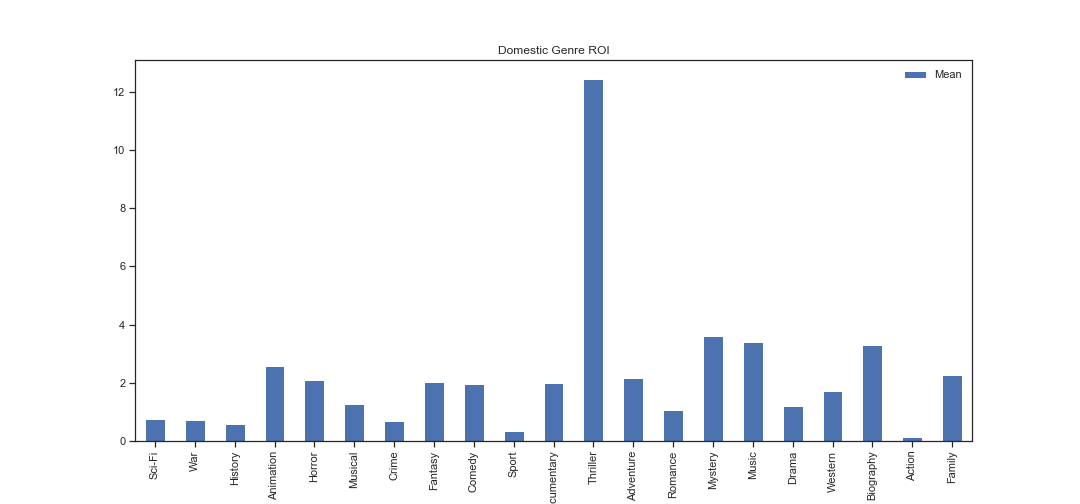 Domestic Genre ROI
Mean
12
10
8
6
4
2
0
Sci-Fi
War
History
Animation
Horror
Musical
Crime
Fantasy
Comedy
Sport
cumentary
Thriller
Adventure
Romance
Mystery
Music
Drama
Western
Biography
Action
Family